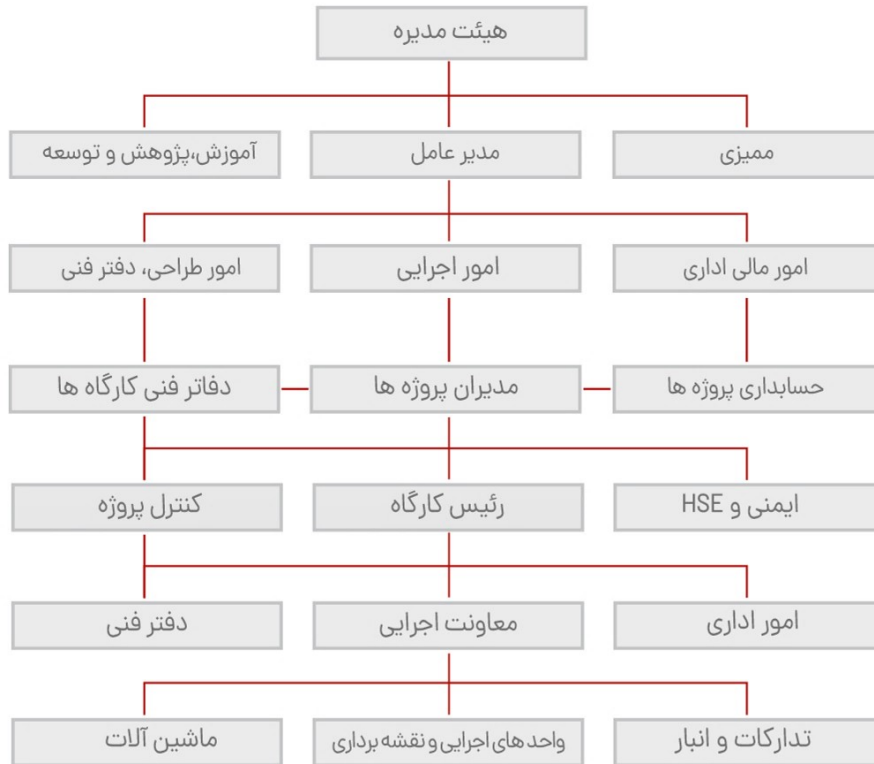 هیئت مدیره
ممیزی
مدیر عامل
آموزش،پژوهش و توسعه
امور مالی اداری
امور اجرایی
امور طراحی، دفتر فنی
حسابداری پروژه ها
مدیران پروژه ها
دفاتر فنی کارگاه ها
ایمنی و HSE
رئیس کارگاه
کنترل پروژه
امور اداری
معاونت اجرایی
دفتر فنی
تدارکات و انبار
واحدهای اجرایی و نقشه برداری
ماشین آلات